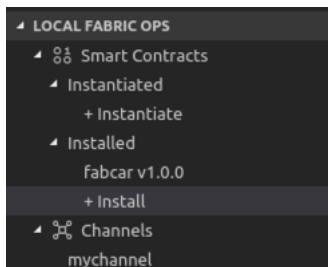 LOCAL FABRIC OPS
Smart Contracts
Instantiated
+ Instantiate
Installed
fabcar v1.0.0
+ Install
Channels
mychannel